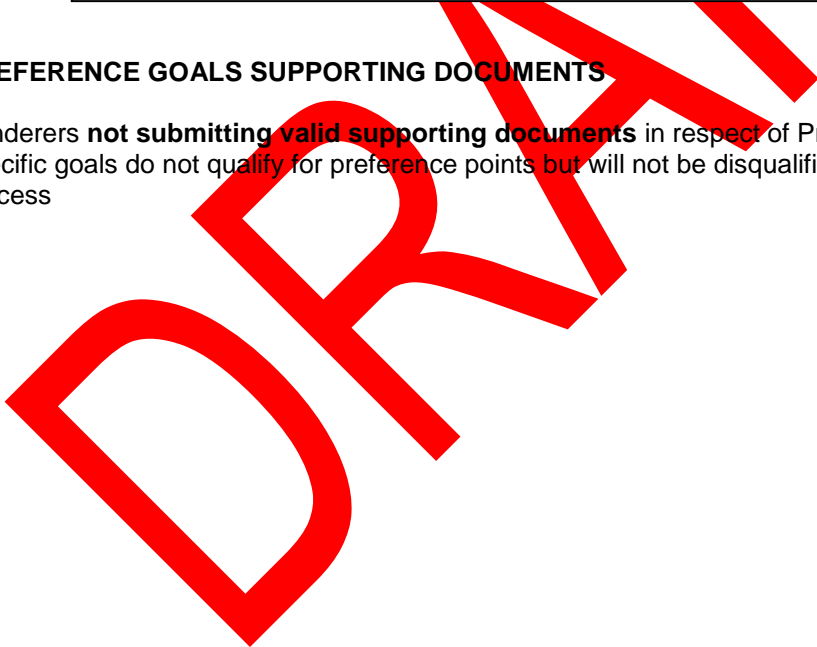 EFERENCE GOALS SUPPORTING DOCUMENTS
nderers not submitting valid supporting documents in respect of Pr
cific goals do not qualify for preference points but will not be disqualifi
cess
DRA